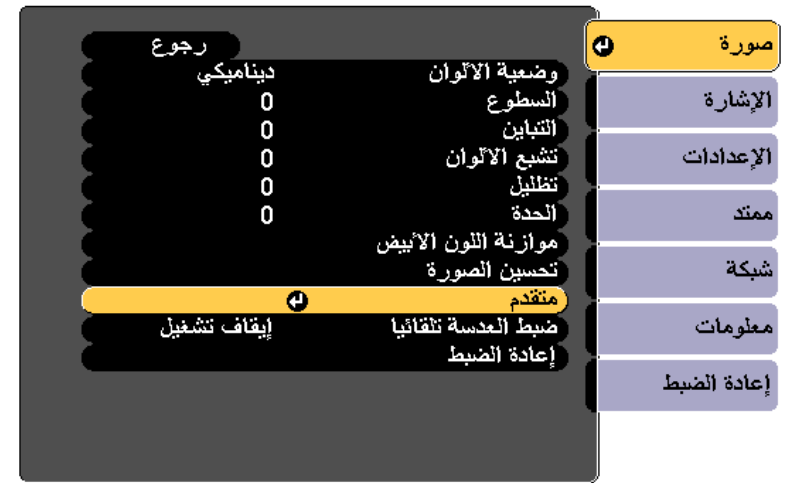 صورة
الإشارة
الإعدادات
ممتد
شبكة
معلومات
إعادة الضبط
رجوع
وضعية الألوان ديناميكي
السطوع 0
التباين 0
تشبع الألوان 0
تظليل 0
الحدة 0
موازنة اللون الأبيض
تحسين الصورة
متقدم
ضبط العدسة تلقائيا إيقاف تشغيل
إعادة الضبط